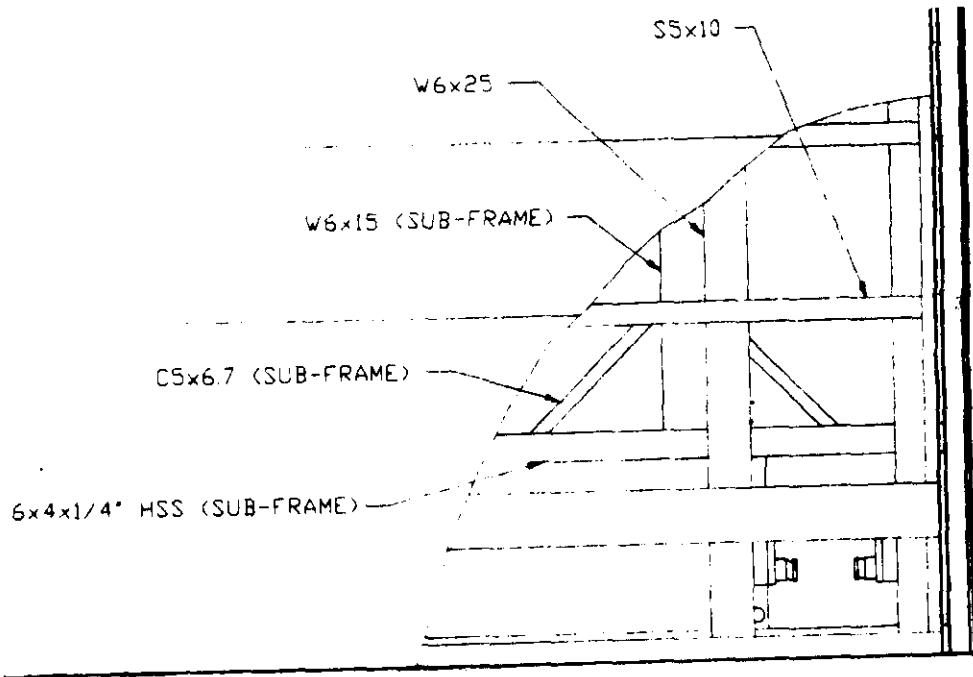 S5x10
W6x25
W6x15 (SUB-FRAME)
C5x6.7 (SUB-FRAME)
6x4x1/4" HSS (SUB-FRAME)